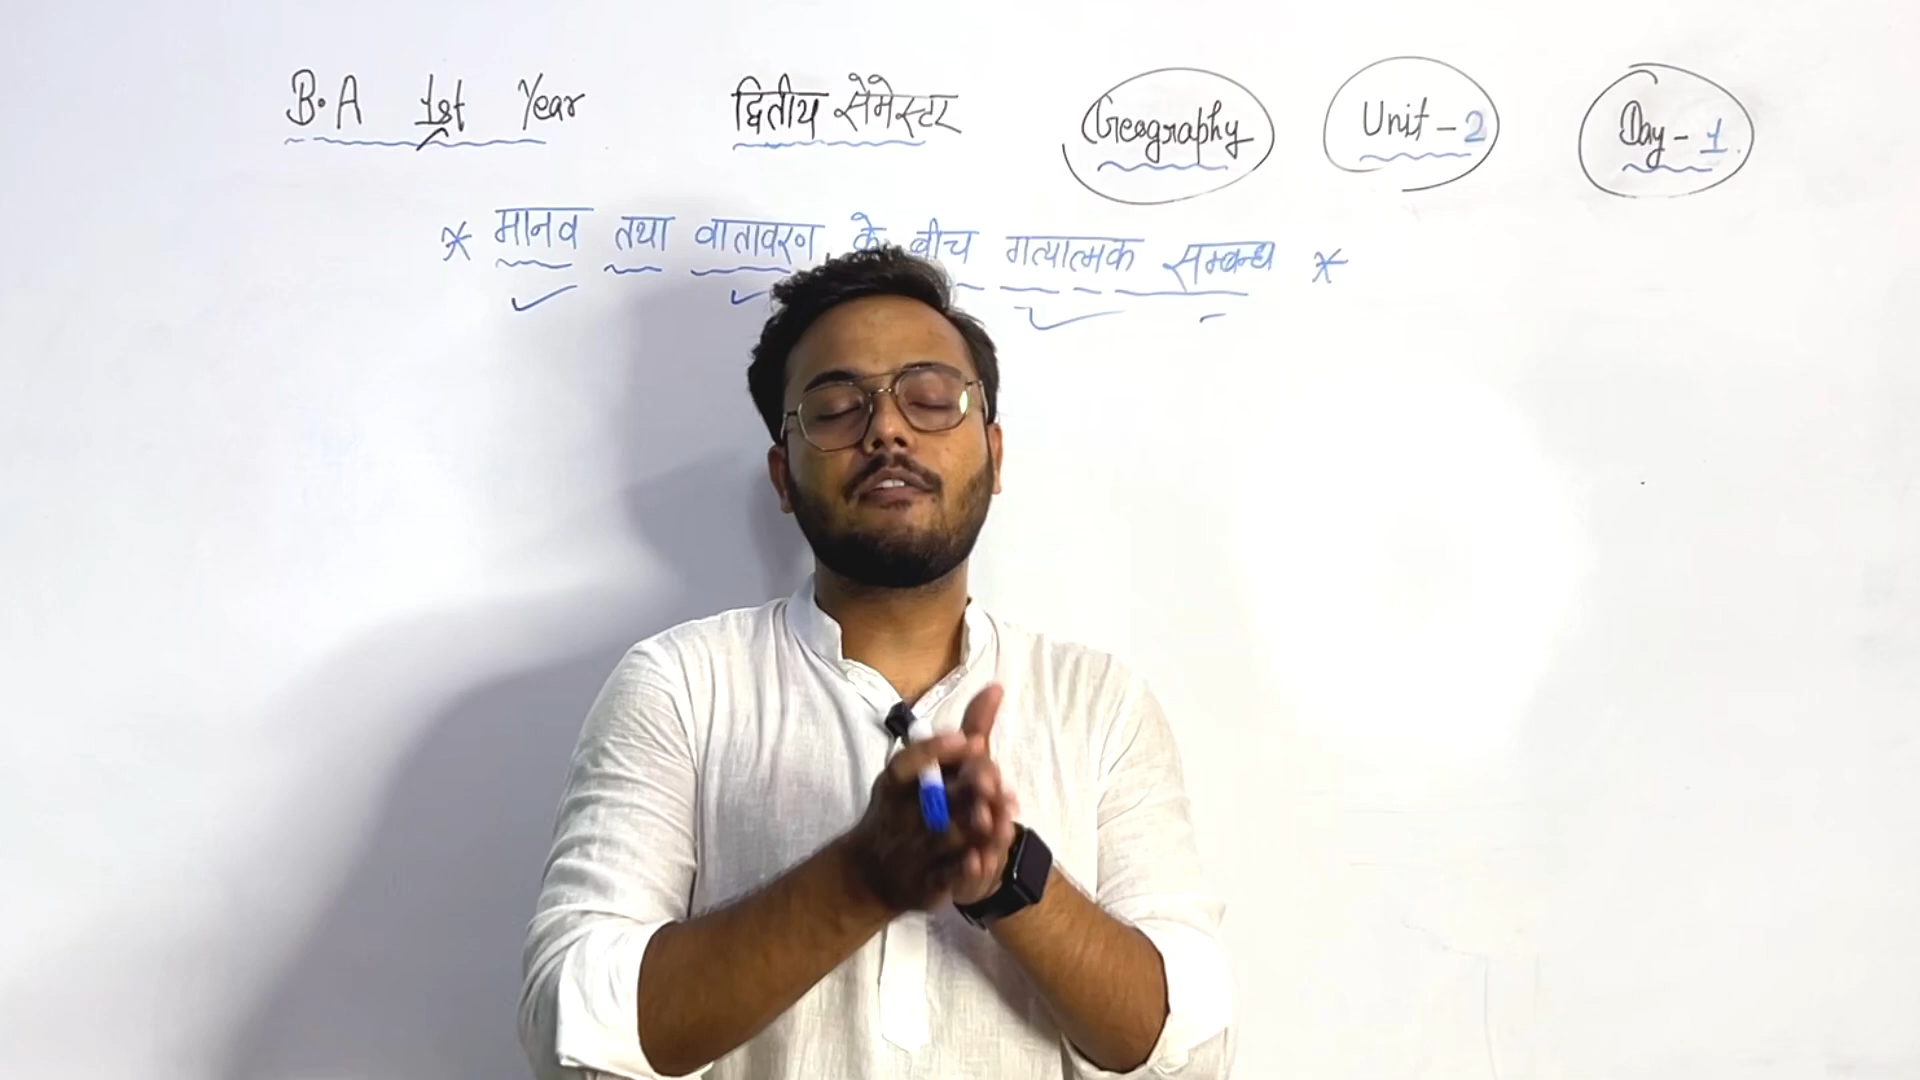 B.A 1st Year द्वितीय सेमेस्टर Geography Unit - 2 Day - 1
* मानव तथा वातावरण के बीच गत्यात्मक सम्बन्ध *